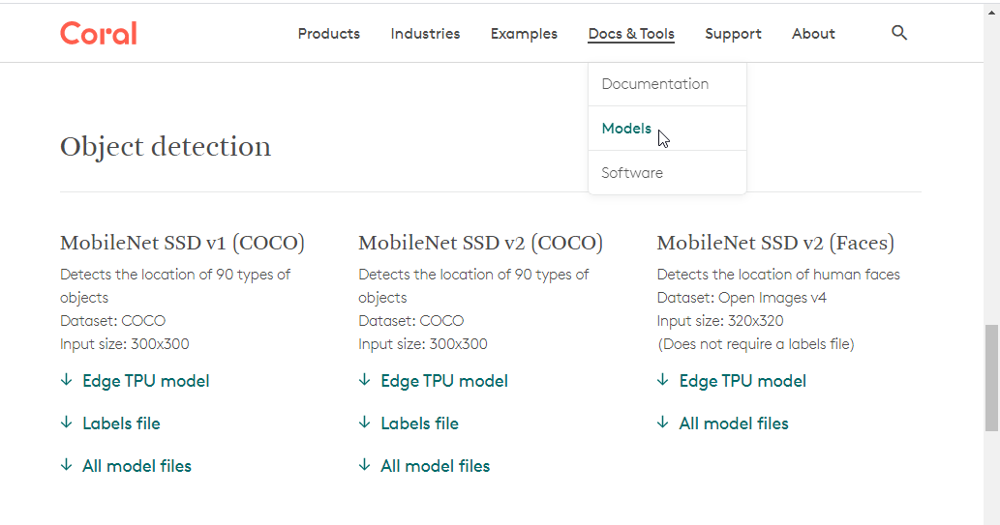 Coral
Products Industries Examples Docs & Tools Support About
Documentation
Models
Software
Object detection
MobileNet SSD v1 (COCO)
Detects the location of 90 types of
objects
Dataset: COCO
Input size: 300x300
Edge TPU model
Labels file
All model files
MobileNet SSD v2 (COCO)
Detects the location of 90 types of
objects
Dataset: COCO
Input size: 300x300
Edge TPU model
Labels file
All model files
MobileNet SSD v2 (Faces)
Detects the location of human faces
Dataset: Open Images v4
Input size: 320x320
(Does not require a labels file)
Edge TPU model
All model files